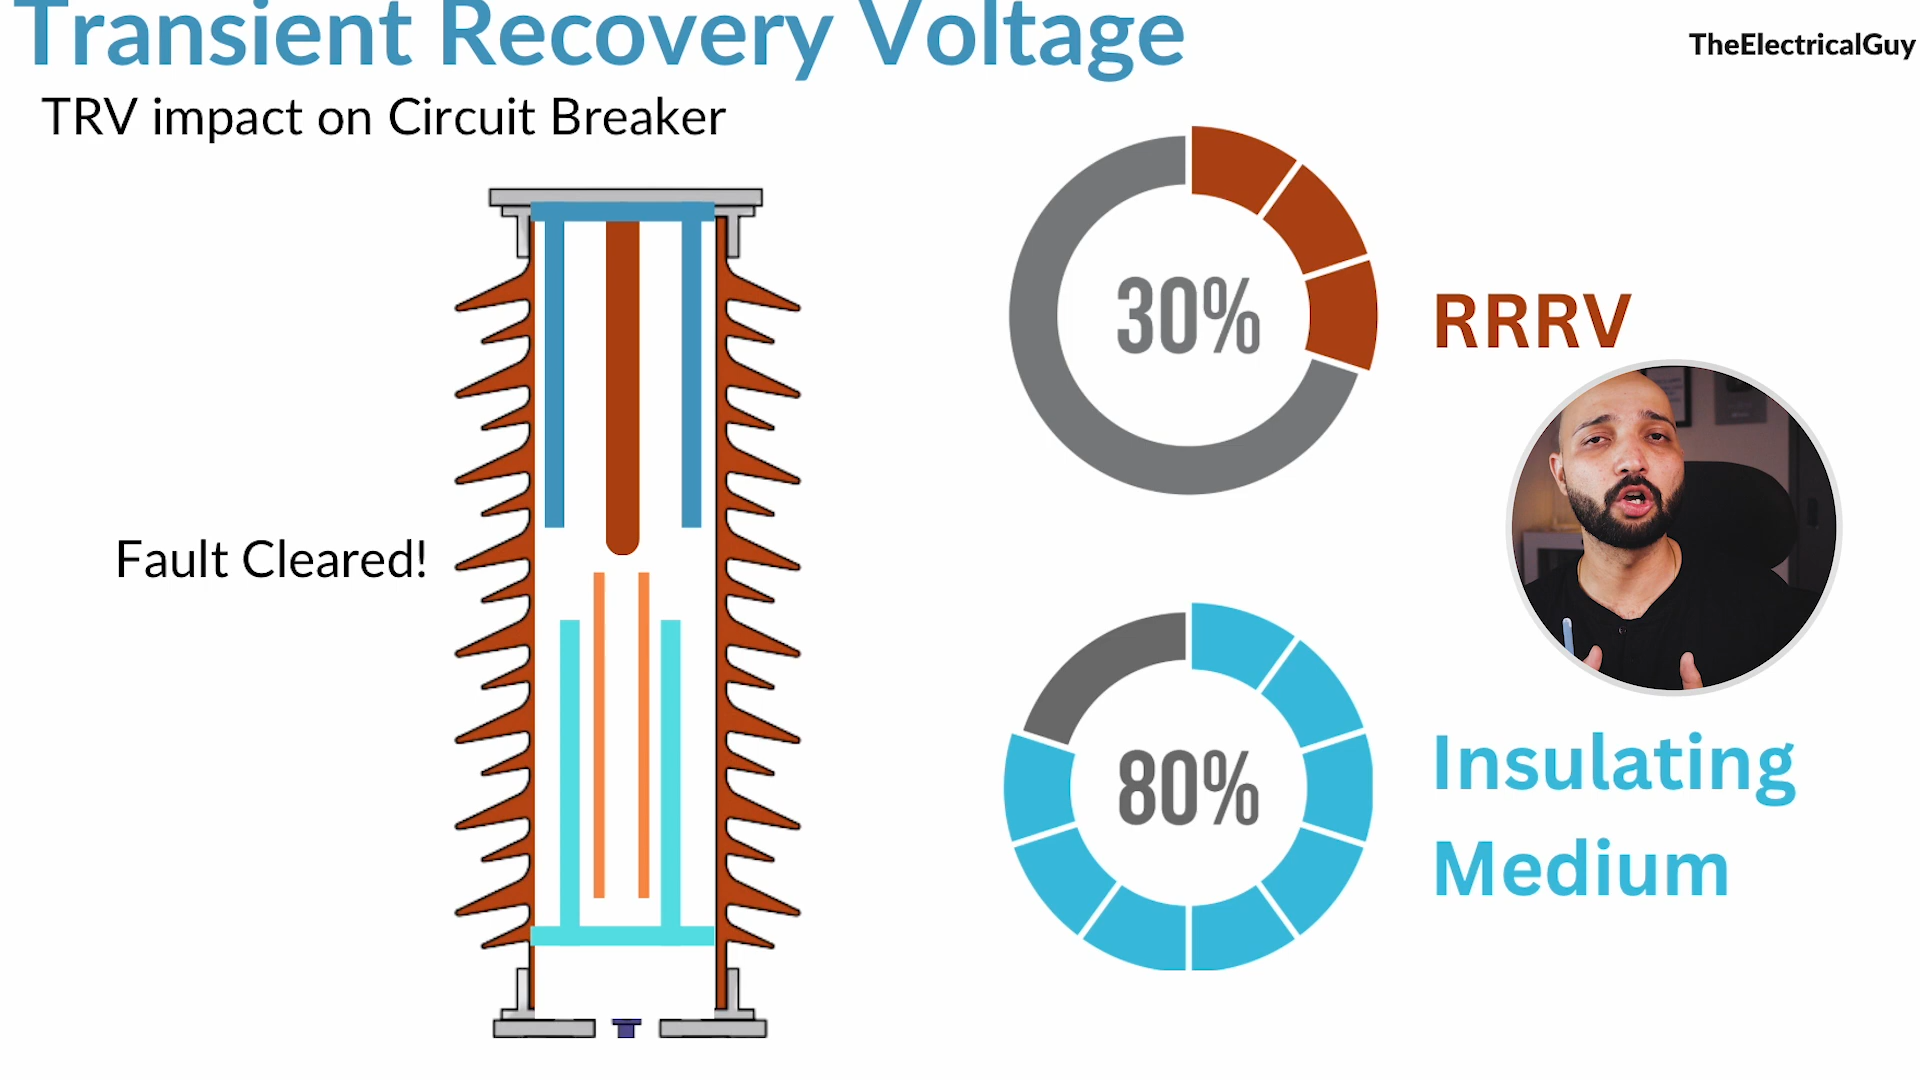 Transient Recovery Voltage
TheElectricalGuy
TRV impact on Circuit Breaker
30%
RRRV
Fault Cleared!
80%
Insulating
Medium